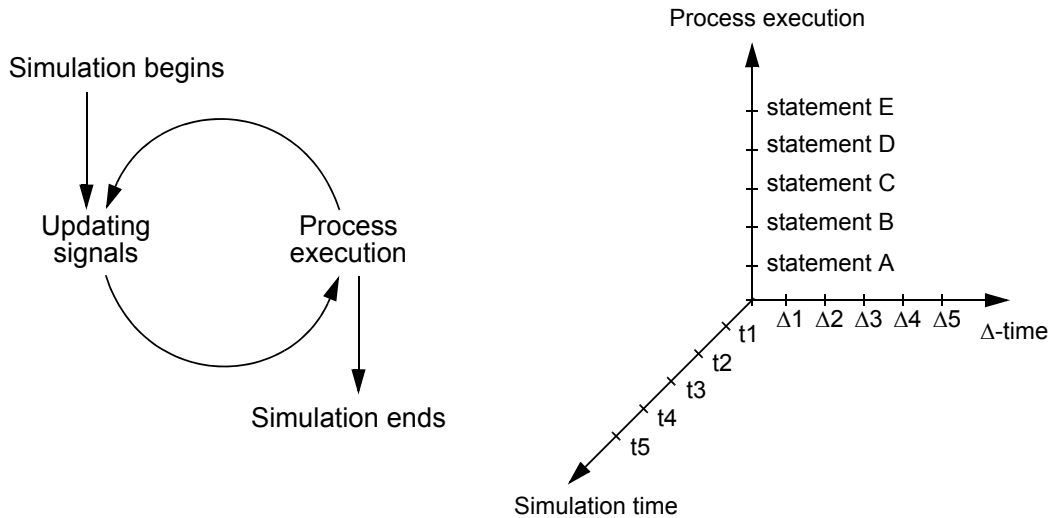 Simulation begins
Updating
signals
Process
execution
Simulation ends
Process execution
statement E
statement D
statement C
statement B
statement A
Δ1 Δ2 Δ3 Δ4 Δ5
Δ-time
t1
t2
t3
t4
t5
Simulation time